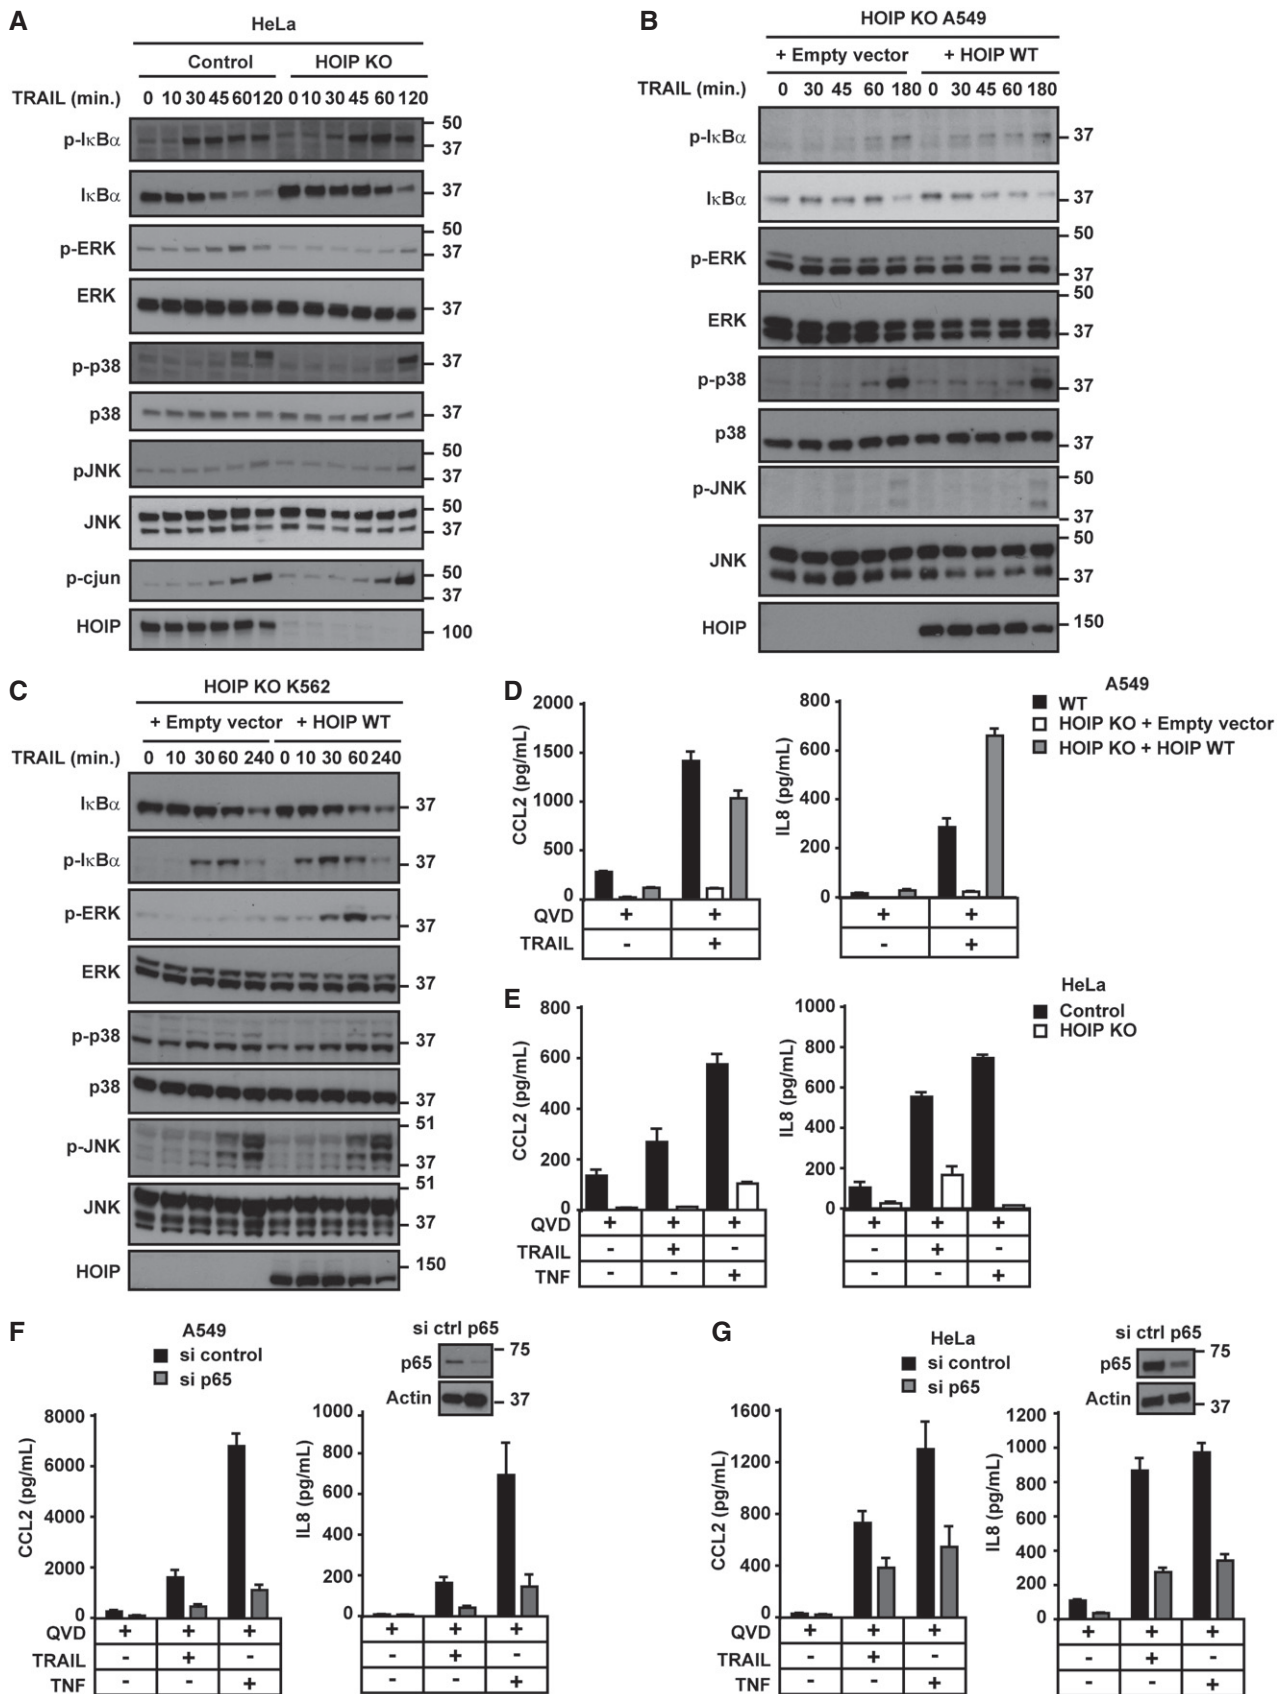 A
HeLa
Control HOIP KO
TRAIL (min.) 0 10 30 45 60 120 0 10 30 45 60 120
p-IκBα 50 37
IκBα 37
p-ERK 50 37
ERK 37
p-p38 37
p38 37
pJNK 50 37
JNK 50 37
p-cjun 50 37
HOIP 100
B
HOIP KO A549
+ Empty vector + HOIP WT
TRAIL (min.) 0 30 45 60 180 0 30 45 60 180
p-IκBα 37
IκBα 37
p-ERK 50 37
ERK 50 37
p-p38 37
p38 37
p-JNK 50 37
JNK 50 37
HOIP 150
C
HOIP KO K562
+ Empty vector + HOIP WT
TRAIL (min.) 0 10 30 60 240 0 10 30 60 240
IκBα 37
p-IκBα 37
p-ERK 37
ERK 37
p-p38 37
p38 37
p-JNK 51 37
JNK 51 37
HOIP 150
D
A549
WT
HOIP KO + Empty vector
HOIP KO + HOIP WT
CCL2 (pg/mL)
2000
1500
1000
500
0
QVD + +
TRAIL - +
IL8 (pg/mL)
800
600
400
200
0
+ +
- +
E
HeLa
Control
HOIP KO
CCL2 (pg/mL)
800
600
400
200
0
QVD + + +
TRAIL - + -
TNF - - +
IL8 (pg/mL)
1000
800
600
400
200
0
+ + +
- + -
- - +
F
A549
si control
si p65
si ctrl p65
p65 75
Actin 37
CCL2 (pg/mL)
8000
6000
4000
2000
0
QVD + + +
TRAIL - + -
TNF - - +
IL8 (pg/mL)
1000
800
600
400
200
0
+ + +
- + -
- - +
G
HeLa
si control
si p65
si ctrl p65
p65 75
Actin 37
CCL2 (pg/mL)
1600
1200
800
400
0
QVD + + +
TRAIL - + -
TNF - - +
IL8 (pg/mL)
1200
1000
800
600
400
200
0
+ + +
- + -
- - +